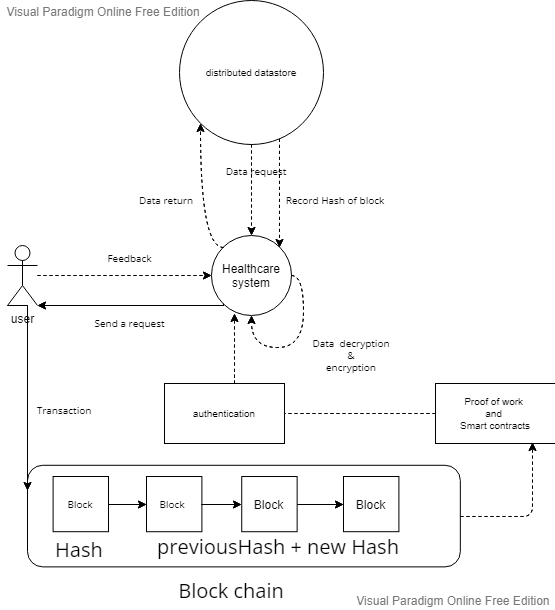 Visual Paradigm Online Free Edition
distributed datastore
Data request
Data return
Record Hash of block
Feedback
Healthcare
system
user
Send a request
Data decryption
&
encryption
authentication
Proof of work
and
Smart contracts
Transaction
Block
Block
Block
Block
Hash
previousHash + new Hash
Block chain
Visual Paradigm Online Free Edition